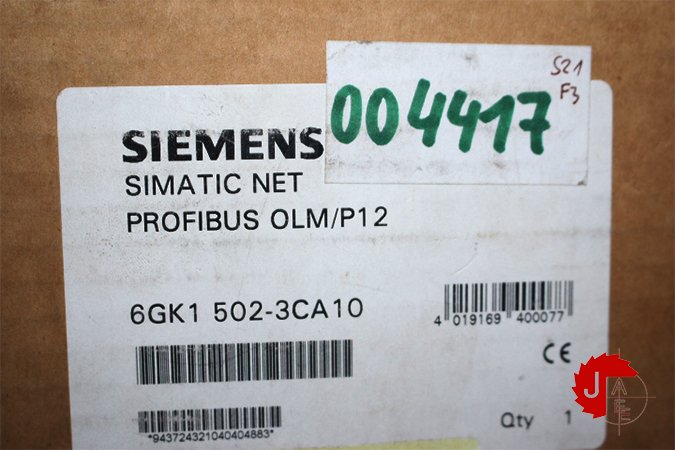 004417
S21
F3
SIEMENS
SIMATIC NET
PROFIBUS OLM/P12
6GK1 502-3CA10
4 019169 400077
CE
JAEE
Qty 1
*943724321040404883*